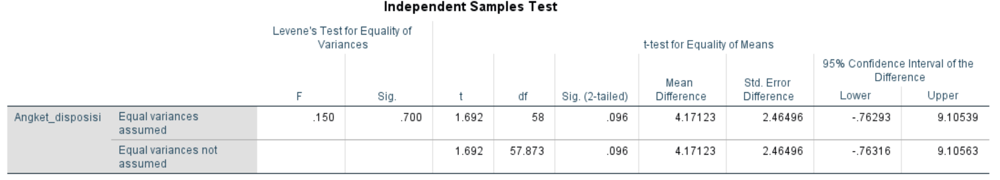 Independent Samples Test
Levene's Test for Equality of
Variances
t-test for Equality of Means
95% Confidence Interval of the
Difference
F Sig. t df Sig. (2-tailed) Mean Difference Std. Error Difference Lower Upper
Angket_disposisi Equal variances assumed .150 .700 1.692 58 .096 4.17123 2.46496 -.76293 9.10539
Equal variances not assumed 1.692 57.873 .096 4.17123 2.46496 -.76316 9.10563